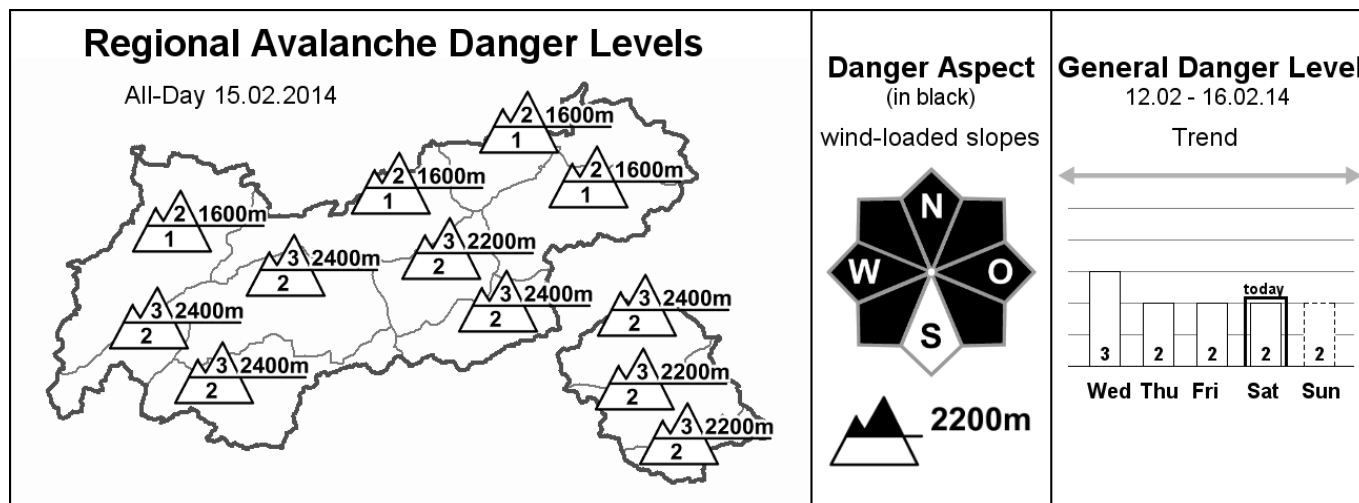 Regional Avalanche Danger Levels
All-Day 15.02.2014
2 1600m
1
2 1600m
1
2 1600m
1
2 1600m
1
3 2200m
2
3 2400m
2
3 2400m
2
3 2400m
2
3 2400m
2
3 2400m
2
3 2200m
2
3 2200m
2
Danger Aspect
(in black)
wind-loaded slopes
N
W O
S
2200m
General Danger Level
12.02 - 16.02.14
Trend
today
3 2 2 2 2
Wed Thu Fri Sat Sun